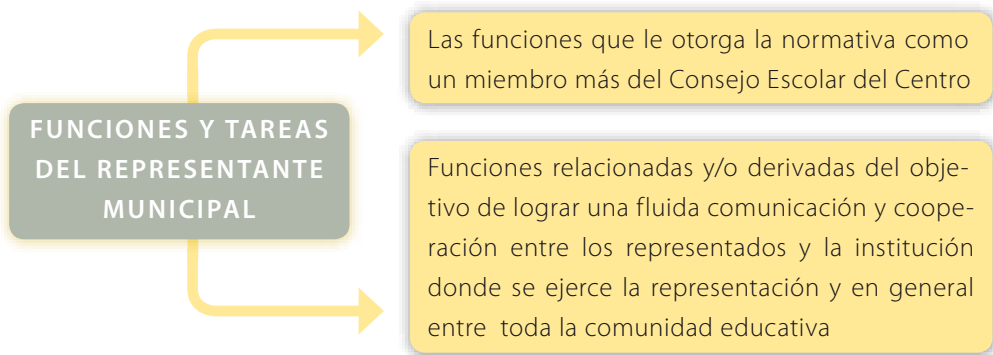 FUNCIONES Y TAREAS
DEL REPRESENTANTE
MUNICIPAL
Las funciones que le otorga la normativa como
un miembro más del Consejo Escolar del Centro
Funciones relacionadas y/o derivadas del obje-
tivo de lograr una fluida comunicación y coope-
ración entre los representados y la institución
donde se ejerce la representación y en general
entre toda la comunidad educativa